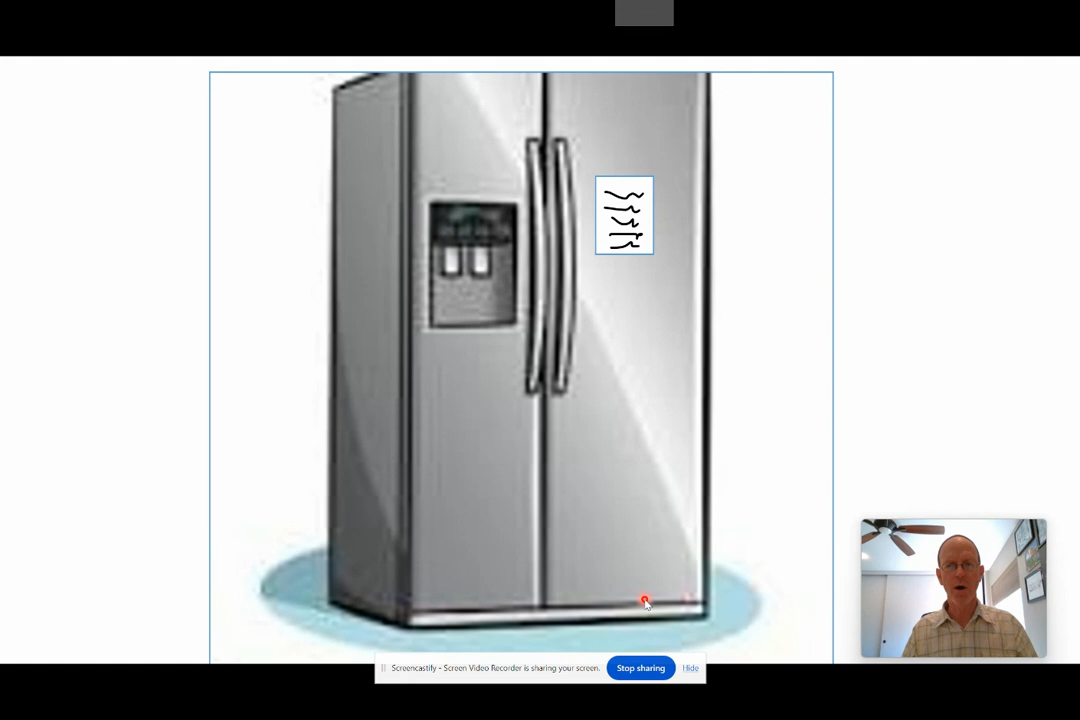 Screencastify - Screen Video Recorder is sharing your screen.
Stop sharing
Hide